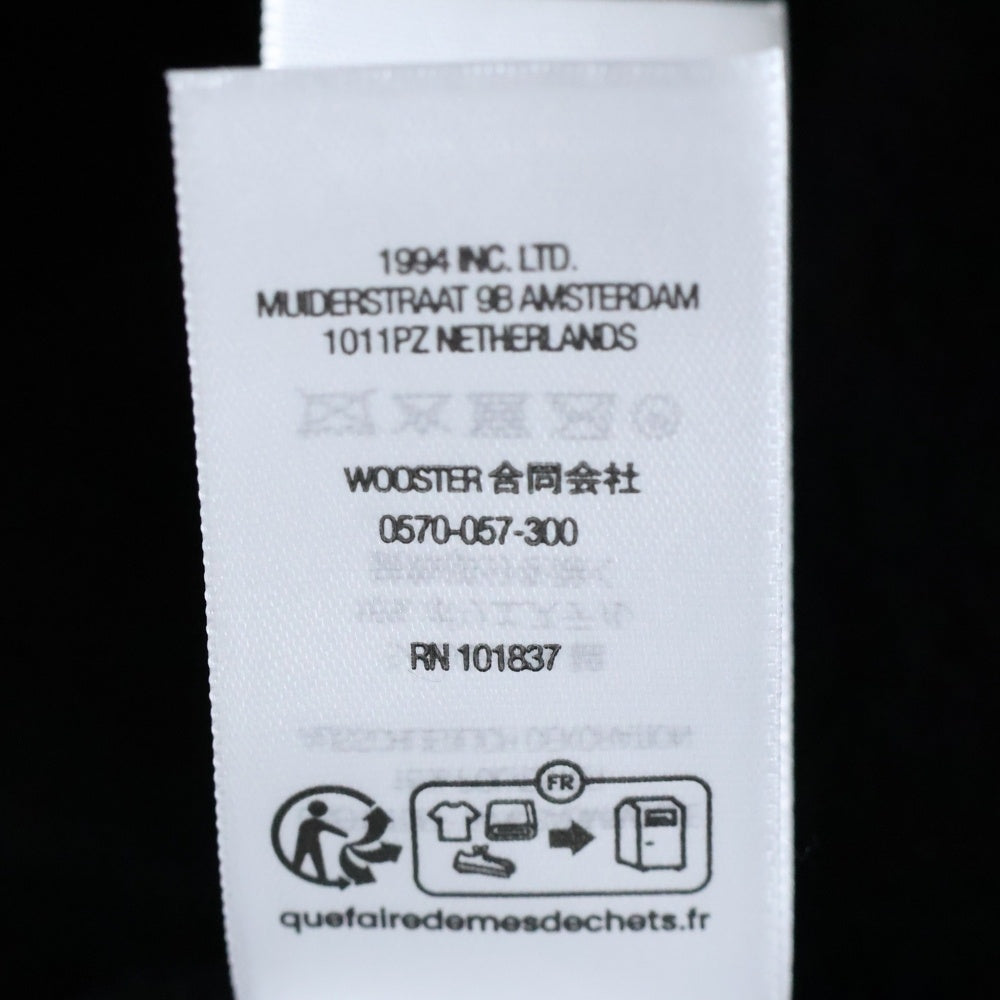 1994 INC. LTD.
MUIDERSTRAAT 98 AMSTERDAM
1011PZ NETHERLANDS
WOOSTER 合同会社
0570-057-300
RN 101837
FR
quefairedemesdechets.fr